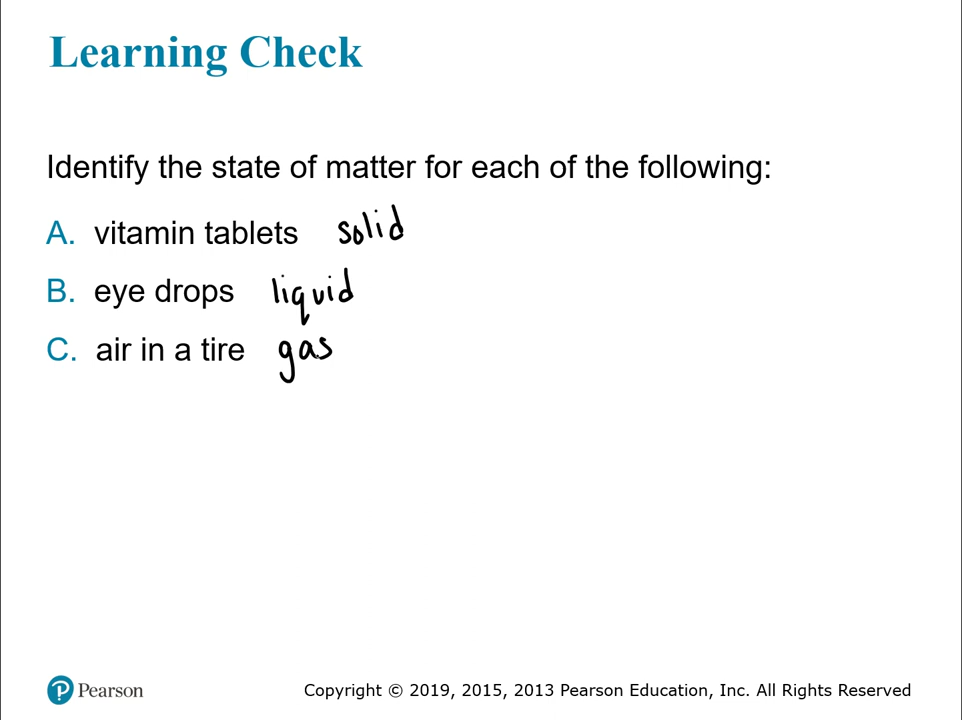 Learning Check
Identify the state of matter for each of the following:
A. vitamin tablets solid
B. eye drops liquid
C. air in a tire gas
Pearson
Copyright © 2019, 2015, 2013 Pearson Education, Inc. All Rights Reserved